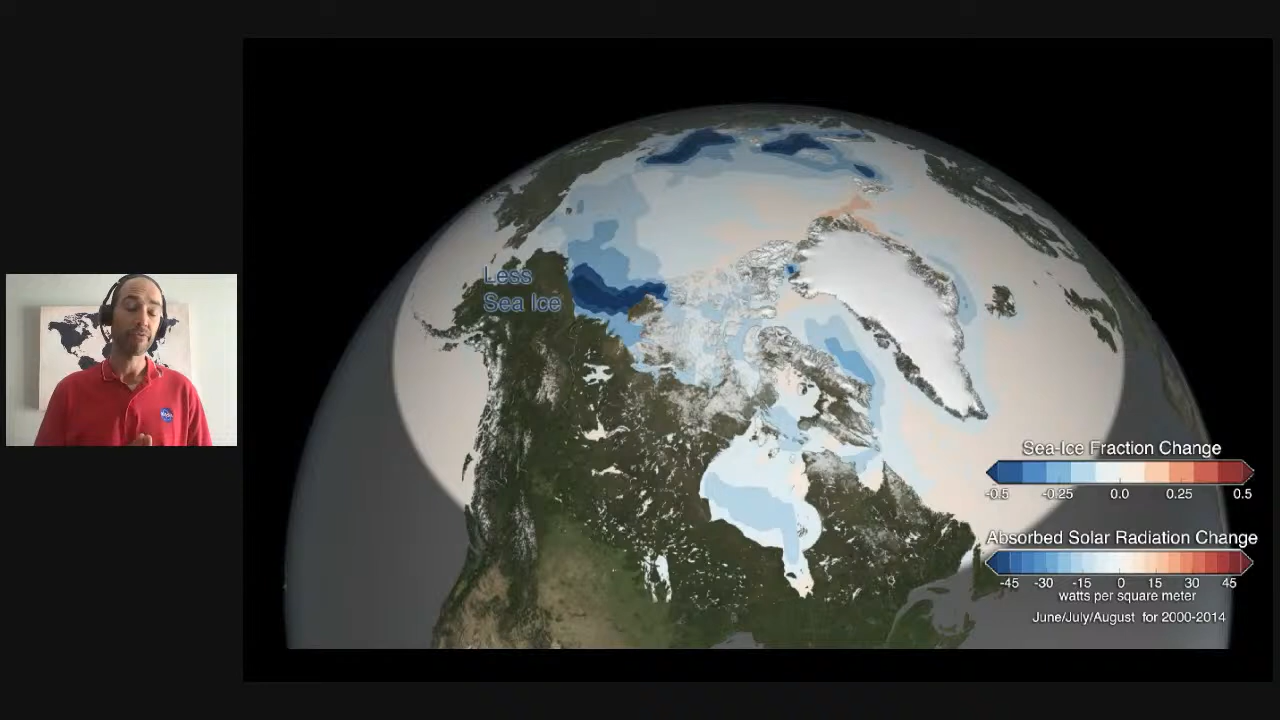 Less
Sea Ice
Sea-Ice Fraction Change
-0.5 -0.25 0.0 0.25 0.5
Absorbed Solar Radiation Change
-45 -30 -15 0 15 30 45
watts per square meter
June/July/August for 2000-2014
NASA